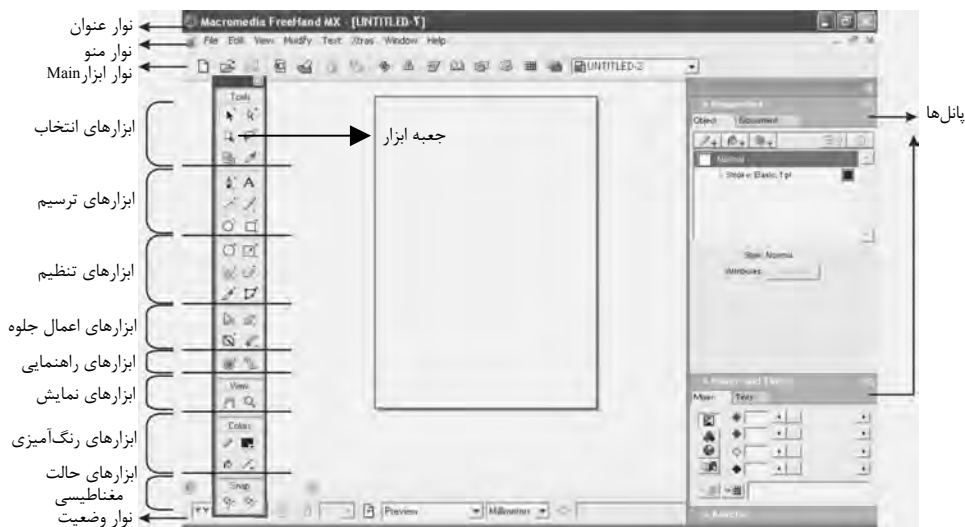 نوار عنوان
نوار منو
نوار ابزار Main
ابزارهای انتخاب
ابزارهای ترسیم
ابزارهای تنظیم
ابزارهای اعمال جلوه
ابزارهای راهنمایی
ابزارهای نمایش
ابزارهای رنگ‌آمیزی
ابزارهای حالت
مغناطیسی
نوار وضعیت
جعبه ابزار
پانل‌ها
Macromedia FreeHand MX - [UNTITLED-۲]
File Edit View Modify Text Xtras Window Help
UNTITLED-2
Tools
View
Colors
Snap
Object Document
Normal
Stroke: Basic, 1 pt
Style: Normal
Attributes:
Mixer Tints
Preview
Millimeters